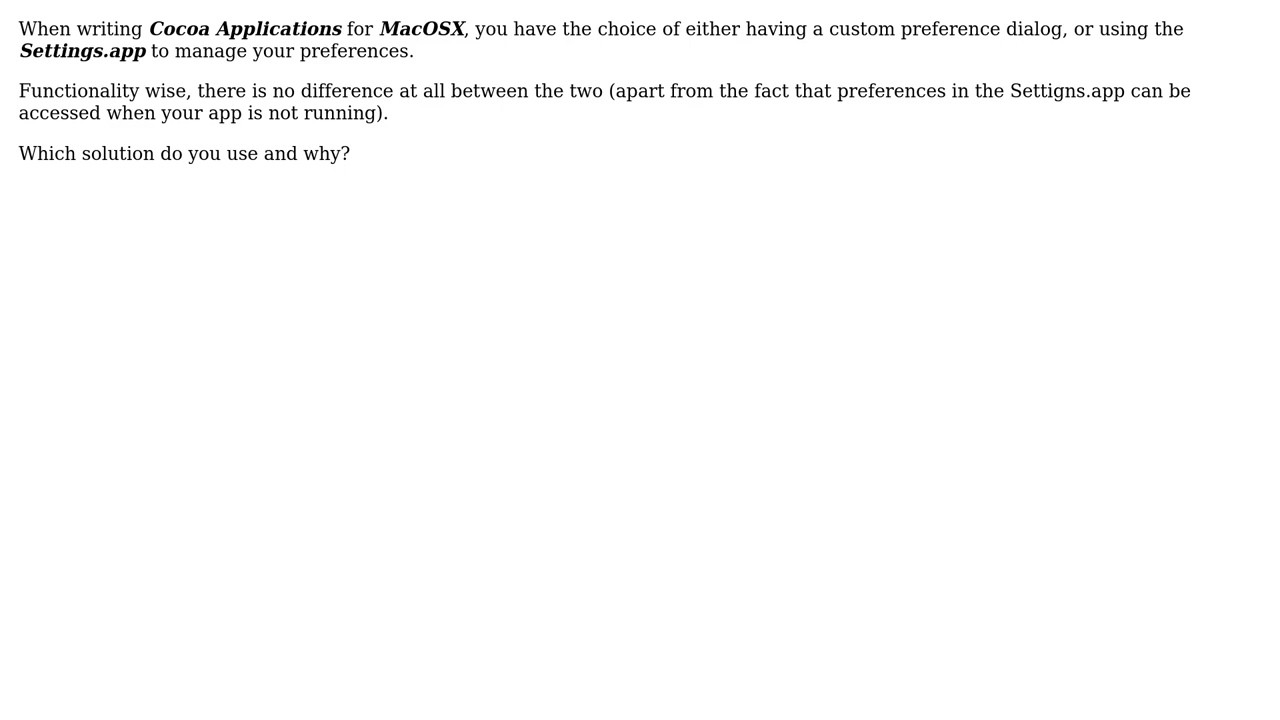 When writing Cocoa Applications for MacOSX, you have the choice of either having a custom preference dialog, or using the
Settings.app to manage your preferences.
Functionality wise, there is no difference at all between the two (apart from the fact that preferences in the Settigns.app can be
accessed when your app is not running).
Which solution do you use and why?